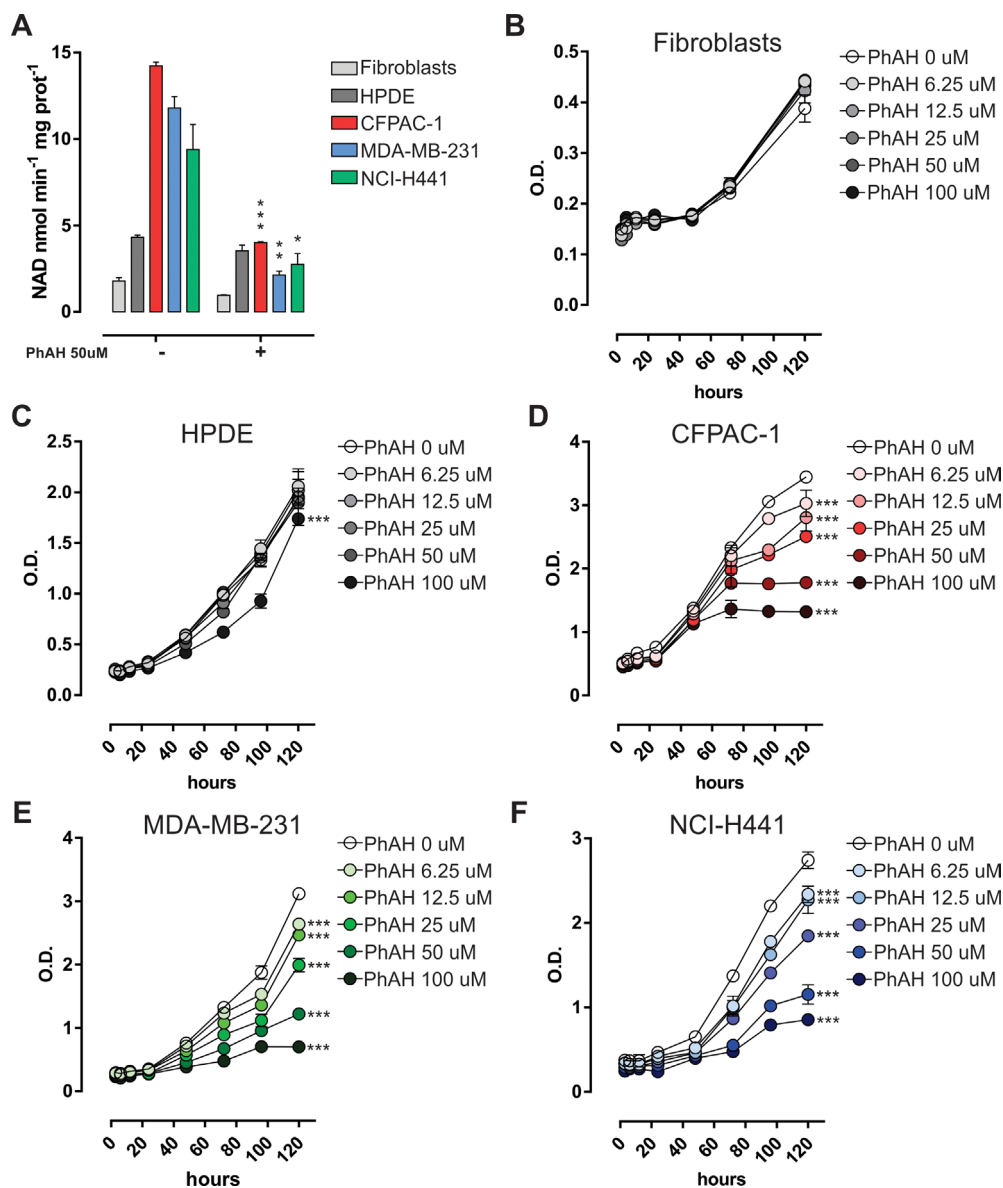 A
NAD nmol min-1 mg prot-1
15
10
5
0
***
**
*
PhAH 50uM
-
+
Fibroblasts
HPDE
CFPAC-1
MDA-MB-231
NCI-H441
B
Fibroblasts
O.D.
0.5
0.4
0.3
0.2
0.1
0.0
0
20
40
60
80
100
120
hours
PhAH 0 uM
PhAH 6.25 uM
PhAH 12.5 uM
PhAH 25 uM
PhAH 50 uM
PhAH 100 uM
C
HPDE
O.D.
2.5
2.0
1.5
1.0
0.5
0.0
***
0
20
40
60
80
100
120
hours
PhAH 0 uM
PhAH 6.25 uM
PhAH 12.5 uM
PhAH 25 uM
PhAH 50 uM
PhAH 100 uM
D
CFPAC-1
O.D.
4
3
2
1
0
***
***
***
***
***
0
20
40
60
80
100
120
hours
PhAH 0 uM
PhAH 6.25 uM
PhAH 12.5 uM
PhAH 25 uM
PhAH 50 uM
PhAH 100 uM
E
MDA-MB-231
O.D.
4
3
2
1
0
***
***
***
***
***
0
20
40
60
80
100
120
hours
PhAH 0 uM
PhAH 6.25 uM
PhAH 12.5 uM
PhAH 25 uM
PhAH 50 uM
PhAH 100 uM
F
NCI-H441
O.D.
3
2
1
0
***
***
***
***
***
0
20
40
60
80
100
120
hours
PhAH 0 uM
PhAH 6.25 uM
PhAH 12.5 uM
PhAH 25 uM
PhAH 50 uM
PhAH 100 uM